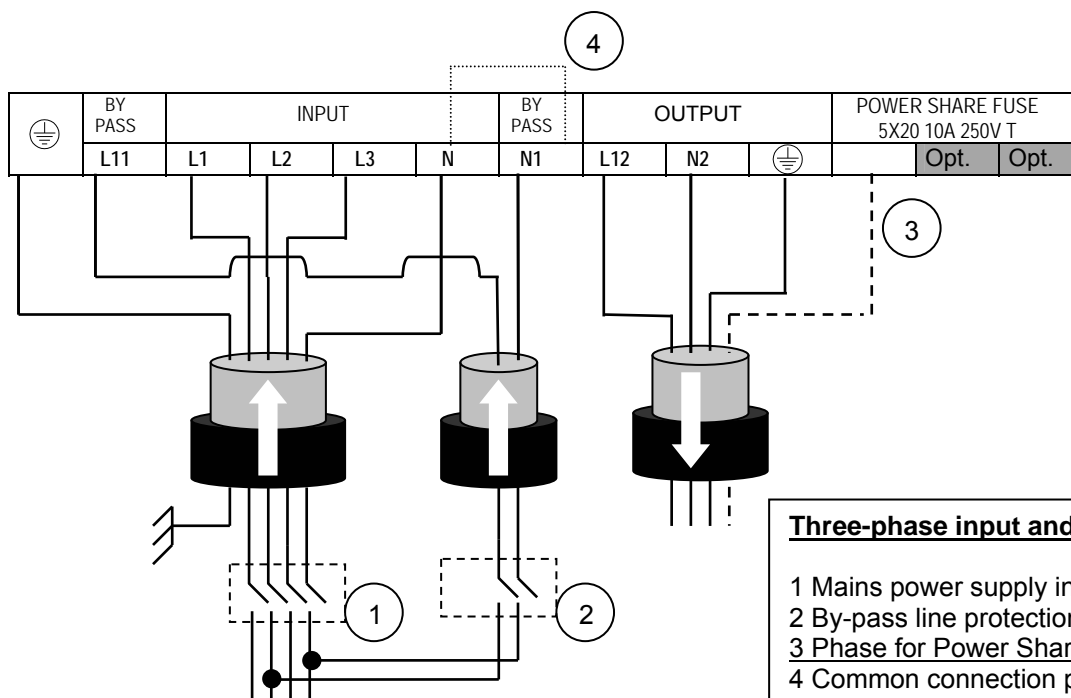 4
BY PASS INPUT BY PASS OUTPUT POWER SHARE FUSE
5X20 10A 250V T
L11 L1 L2 L3 N N1 L12 N2 Opt. Opt.
3
1
2
Three-phase input and
1 Mains power supply in
2 By-pass line protection
3 Phase for Power Shar
4 Common connection p